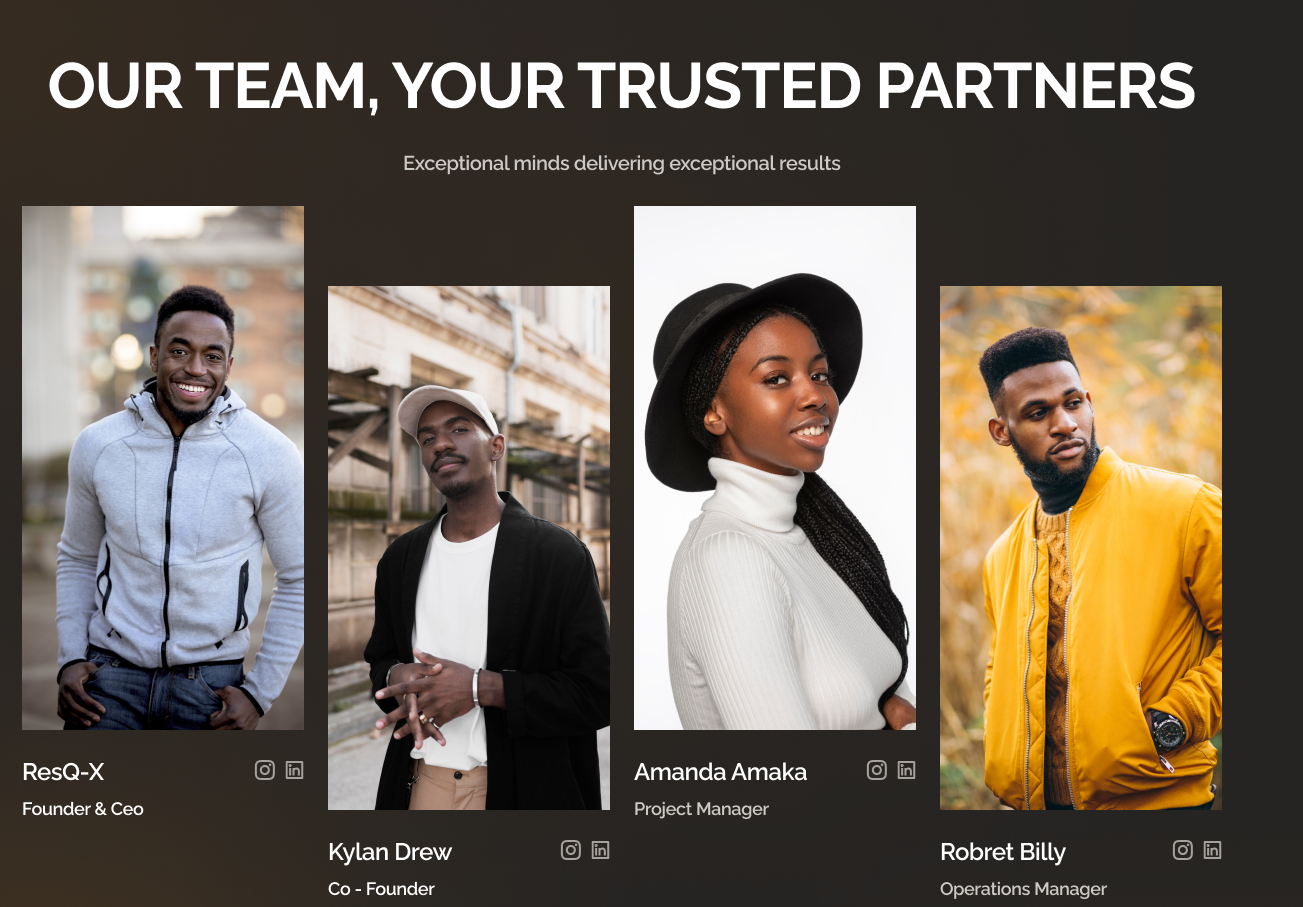 OUR TEAM, YOUR TRUSTED PARTNERS
Exceptional minds delivering exceptional results
ResQ-X
Founder & Ceo
Kylan Drew
Co - Founder
Amanda Amaka
Project Manager
Robret Billy
Operations Manager